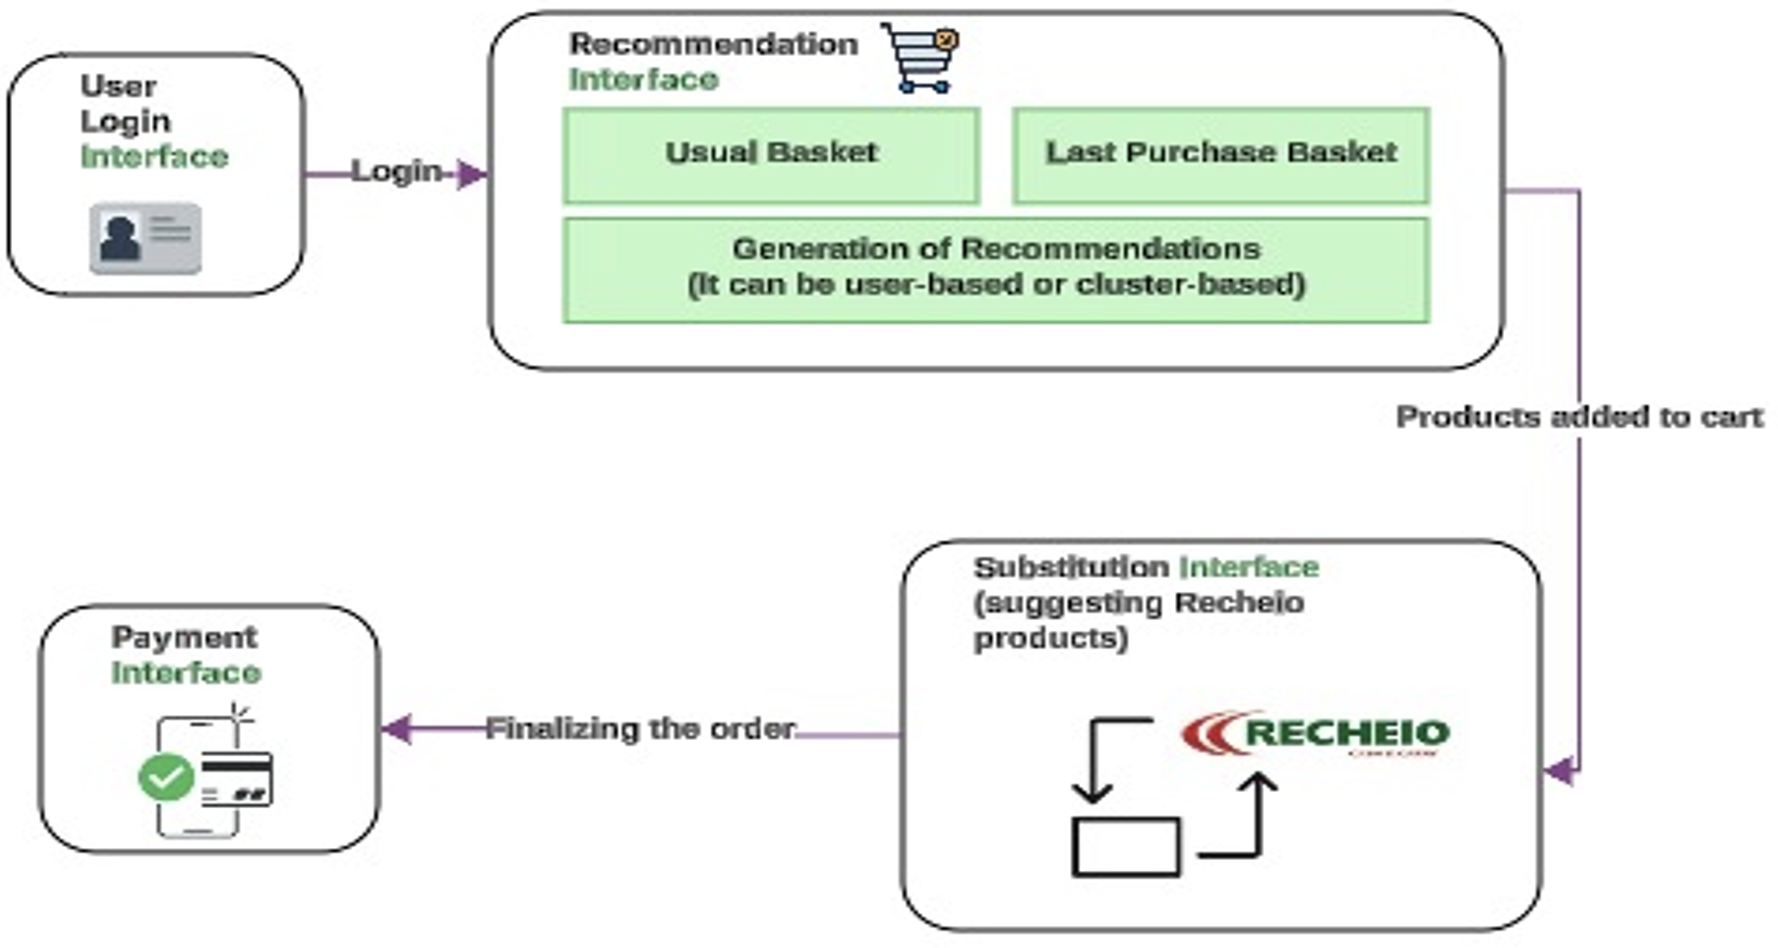 User
Login
Interface
Login
Recommendation
Interface
Usual Basket
Last Purchase Basket
Generation of Recommendations
(It can be user-based or cluster-based)
Products added to cart
Substitution Interface
(suggesting Recheio
products)
RECHEIO
Finalizing the order
Payment
Interface